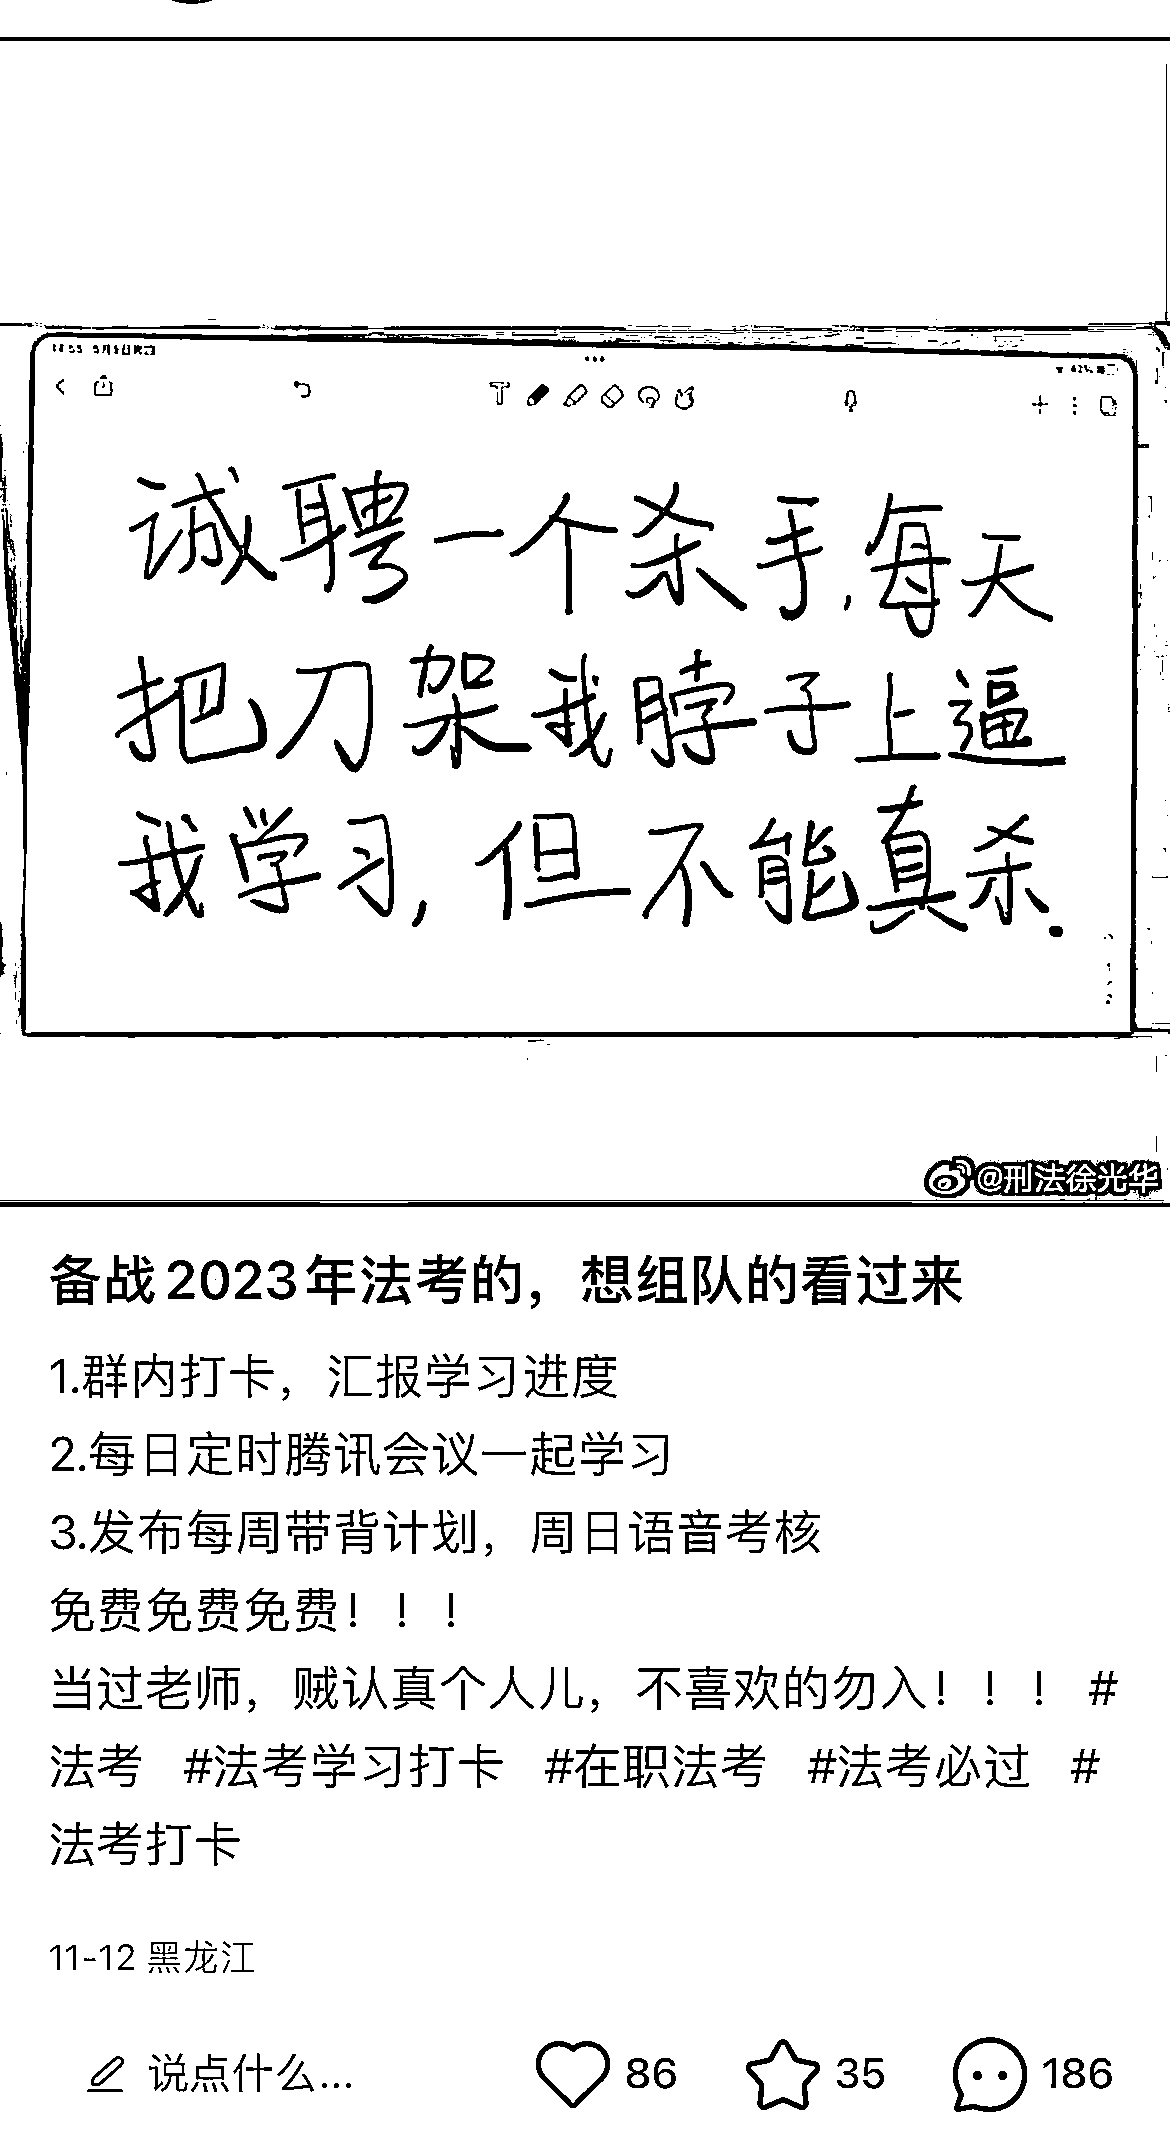 诚聘一个杀手,每天
把刀架我脖子上逼
我学习,但不能真杀.
@刑法徐光华
备战2023年法考的，想组队的看过来
1.群内打卡，汇报学习进度
2.每日定时腾讯会议一起学习
3.发布每周带背计划，周日语音考核
免费免费免费！！！
当过老师，贼认真个人儿，不喜欢的勿入！！！ #
法考 #法考学习打卡 #在职法考 #法考必过 #
法考打卡
11-12 黑龙江
说点什么...
86
35
186